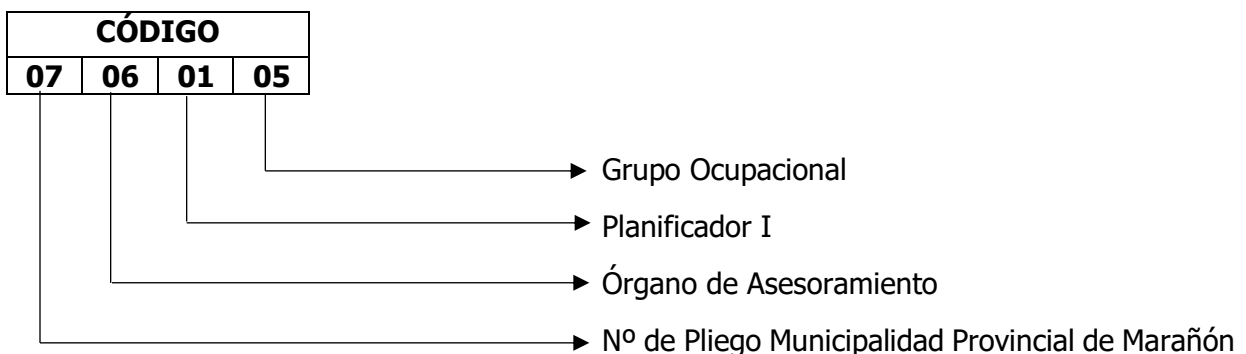 CÓDIGO
07 06 01 05
Grupo Ocupacional
Planificador I
Órgano de Asesoramiento
Nº de Pliego Municipalidad Provincial de Marañón